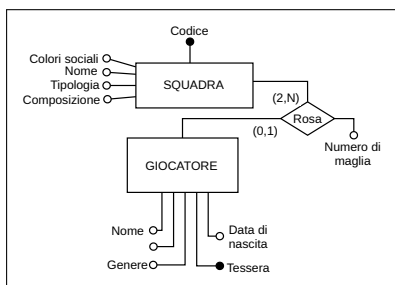 Codice
Colori sociali
Nome
Tipologia
Composizione
SQUADRA
(2,N)
Rosa
(0,1)
Numero di
maglia
GIOCATORE
Nome
Data di
nascita
Genere
Tessera